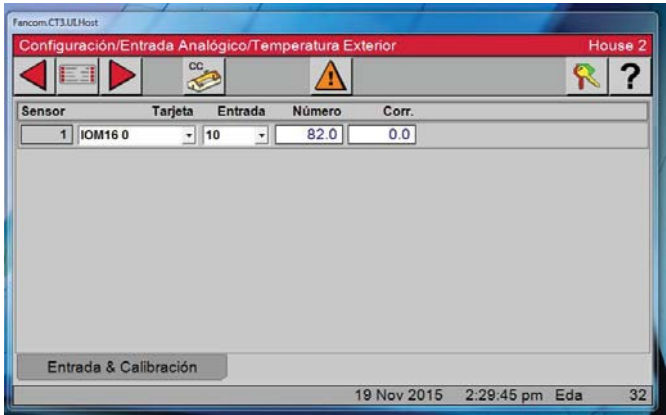 Fancom.CT3.UI.Host
Configuración/Entrada Analógico/Temperatura Exterior House 2
CC
?
Sensor Tarjeta Entrada Número Corr.
1 IOM16 0 10 82.0 0.0
Entrada & Calibración
19 Nov 2015 2:29:45 pm Eda 32